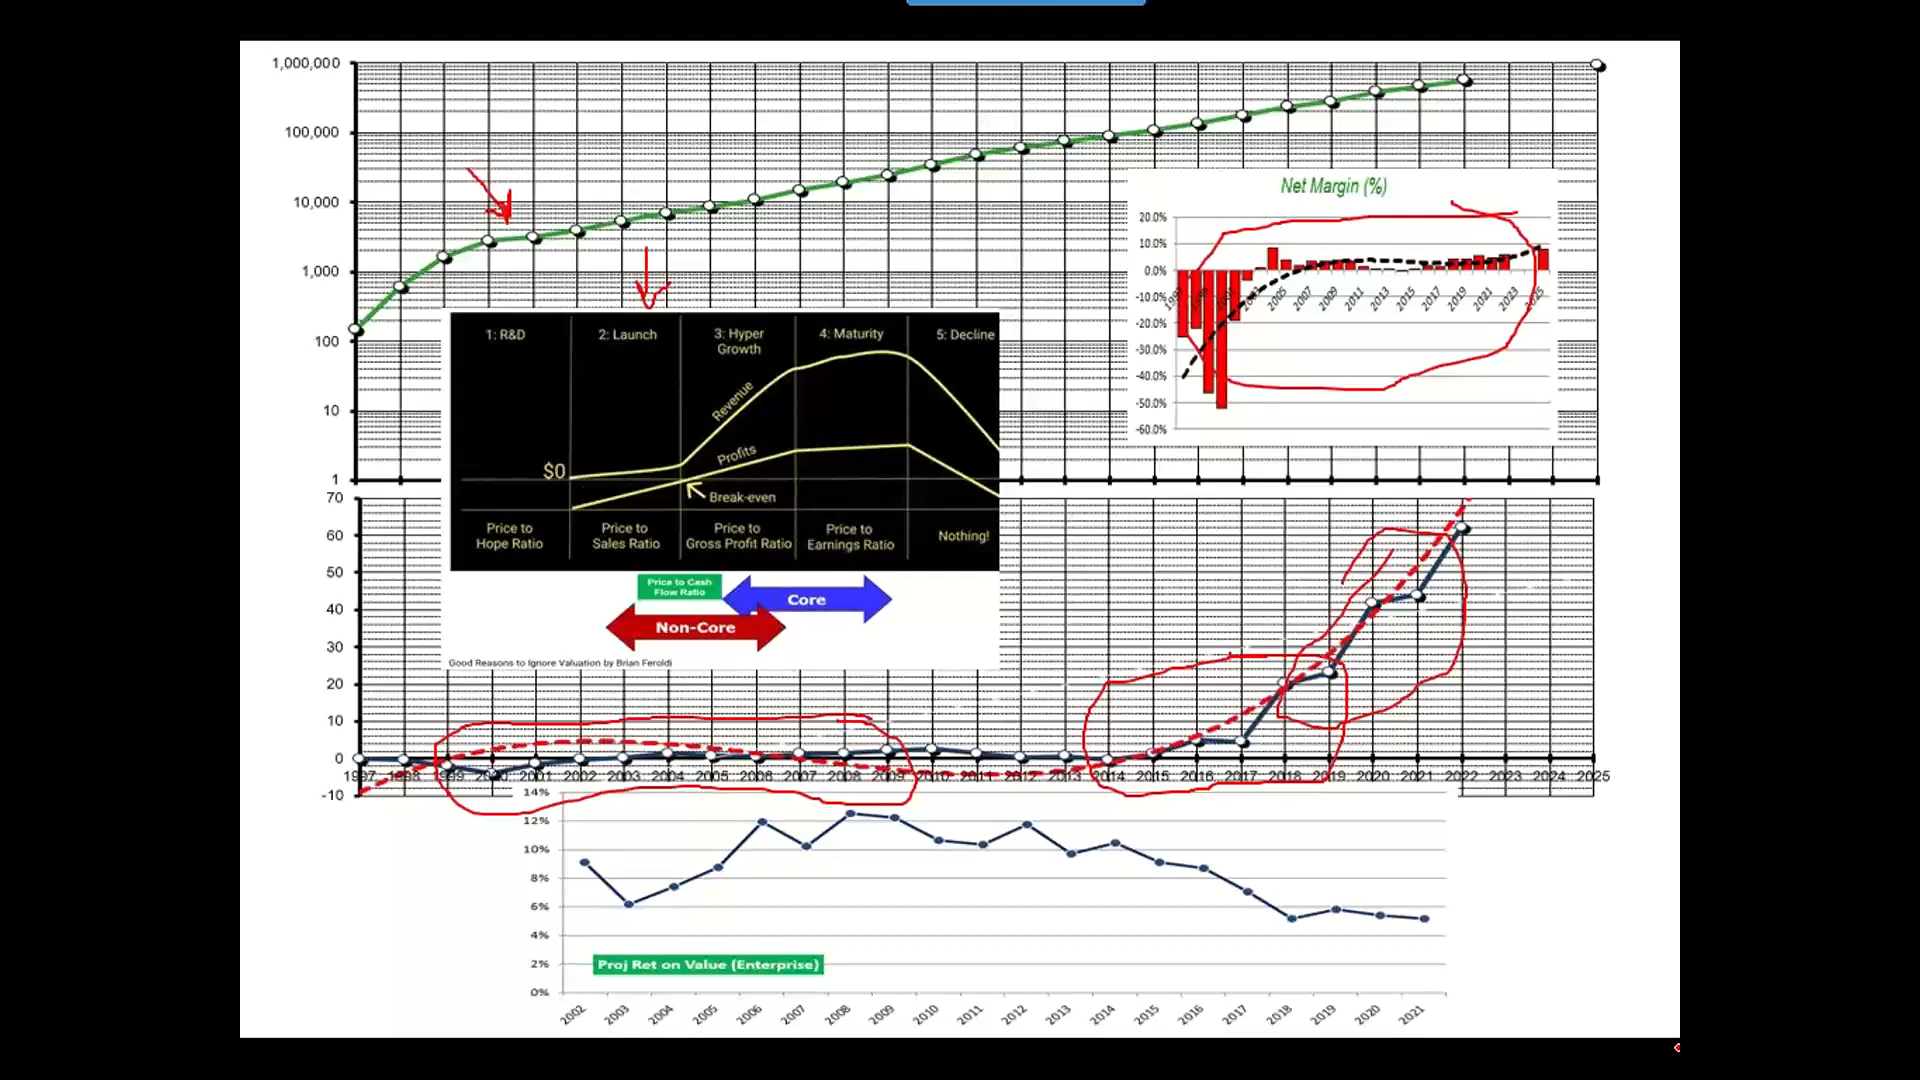 1,000,000
100,000
10,000
1,000
100
10
1
Net Margin (%)
20.0%
10.0%
0.0%
-10.0%
-20.0%
-30.0%
-40.0%
-50.0%
-60.0%
2005
2007
2009
2011
2013
2015
2017
2019
2021
2023
2025
1: R&D
2: Launch
3: Hyper
Growth
4: Maturity
5: Decline
Revenue
Profits
$0
Break-even
Price to
Hope Ratio
Price to
Sales Ratio
Price to
Gross Profit Ratio
Price to
Earnings Ratio
Nothing!
Price to Cash
Flow Ratio
Core
Non-Core
Good Reasons to Ignore Valuation by Brian Feroldi
70
60
50
40
30
20
10
0
-10
1997 1998 1999 2000 2001 2002 2003 2004 2005 2006 2007 2008 2009 2010 2011 2012 2013 2014 2015 2016 2017 2018 2019 2020 2021 2022 2023 2024 2025
14%
12%
10%
8%
6%
4%
2%
0%
Proj Ret on Value (Enterprise)
2002 2003 2004 2005 2006 2007 2008 2009 2010 2011 2012 2013 2014 2015 2016 2017 2018 2019 2020 2021